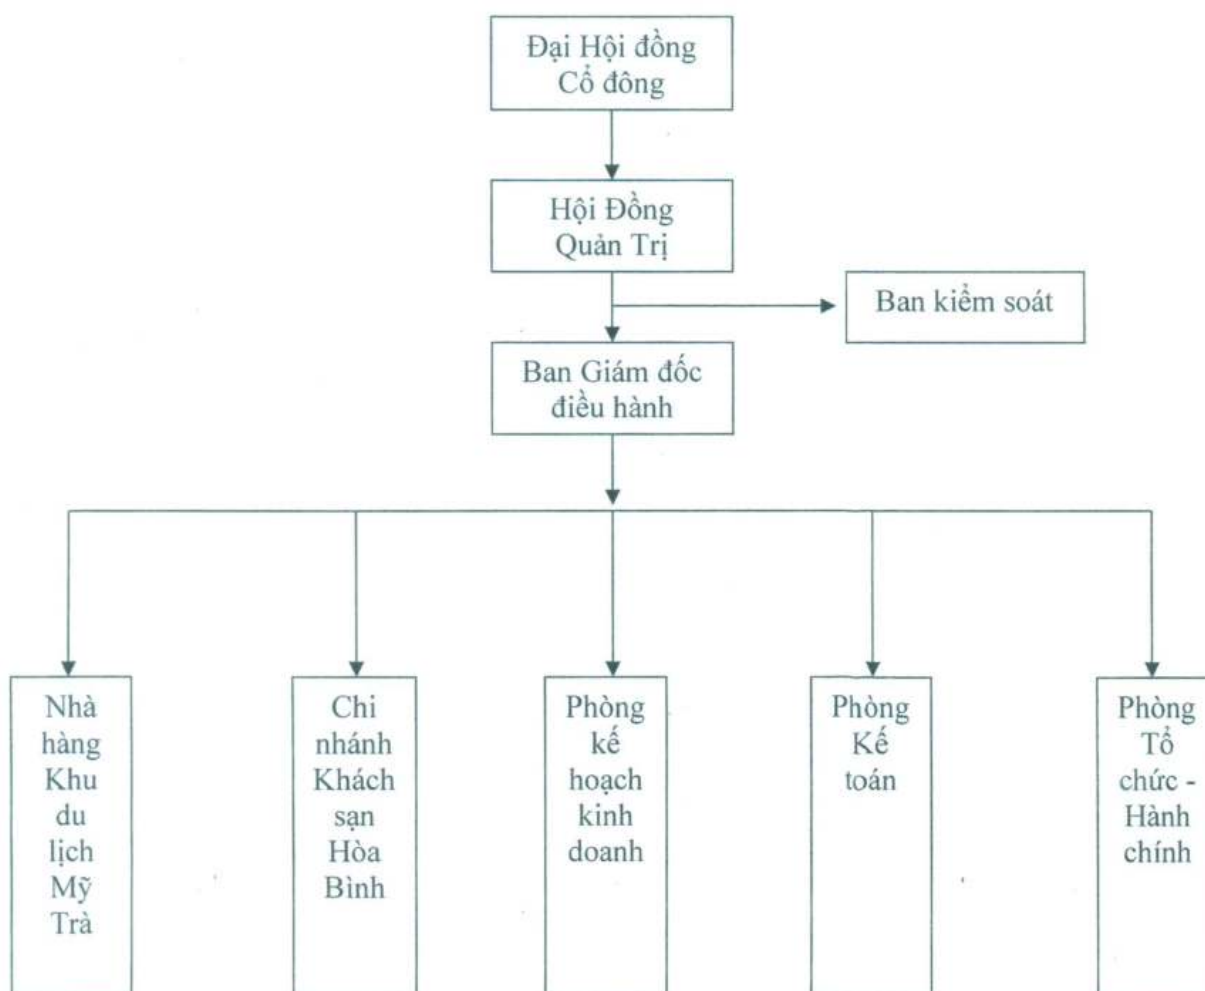 Đại Hội đồng
Cổ đông
Hội Đồng
Quản Trị
Ban kiểm soát
Ban Giám đốc
điều hành
Nhà
hàng
Khu
du
lịch
Mỹ
Trà
Chi
nhánh
Khách
sạn
Hòa
Bình
Phòng
kế
hoạch
kinh
doanh
Phòng
Kế
toán
Phòng
Tổ
chức -
Hành
chính